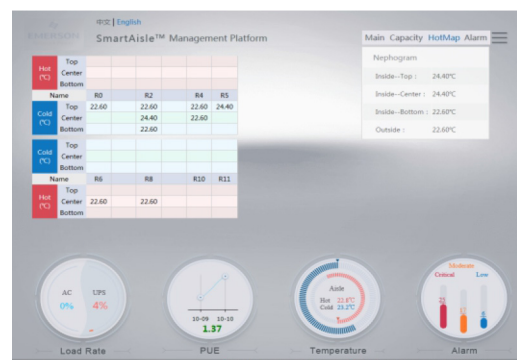 中文 | English
EMERSON
SmartAisle™ Management Platform
Main Capacity HotMap Alarm
Hot (℃)
Top
Center
Bottom
Name R0 R2 R4 R5
Cold (℃)
Top 22.60 22.60 22.60 24.40
Center 24.40 22.60
Bottom 22.60
Cold (℃)
Top
Center
Bottom
Name R6 R8 R10 R11
Hot (℃)
Top
Center 22.60 22.60
Bottom
Nephogram
Inside--Top : 24.40℃
Inside--Center : 24.40℃
Inside--Bottom : 22.60℃
Outside : 22.60℃
AC UPS
0% 4%
Load Rate
10-09 10-10
1.37
PUE
Aisle
Hot 22.8℃
Cold 23.2℃
Temperature
Moderate
Critical Low
Alarm